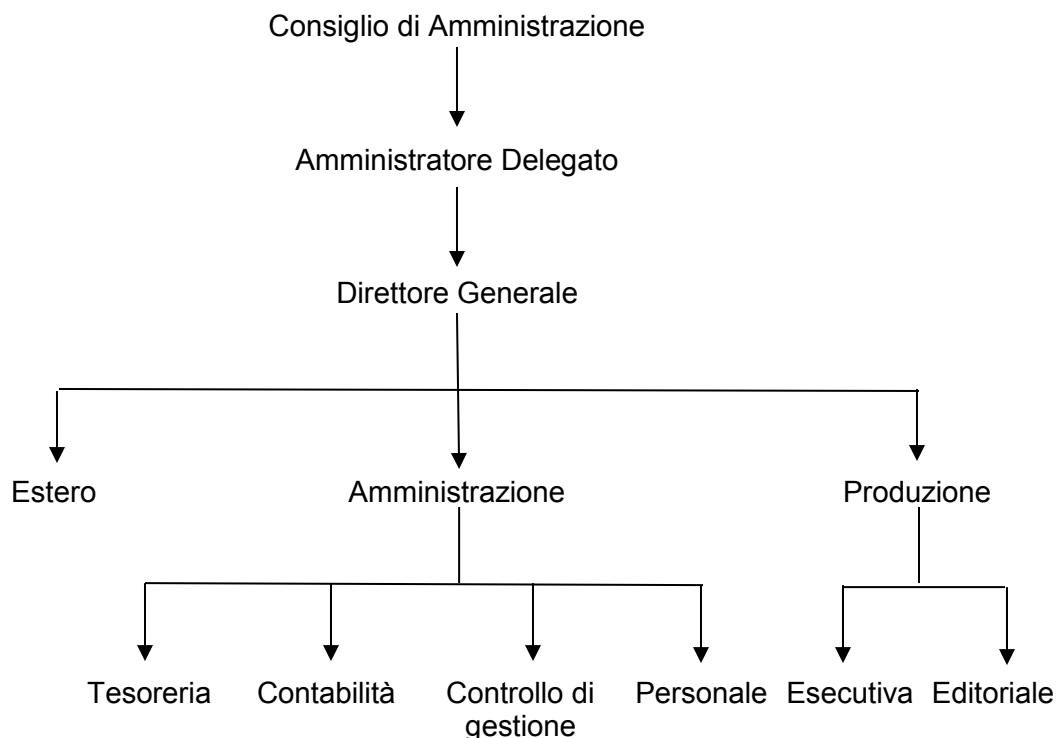 Consiglio di Amministrazione
Amministratore Delegato
Direttore Generale
Estero
Amministrazione
Produzione
Tesoreria
Contabilità
Controllo di
gestione
Personale
Esecutiva
Editoriale